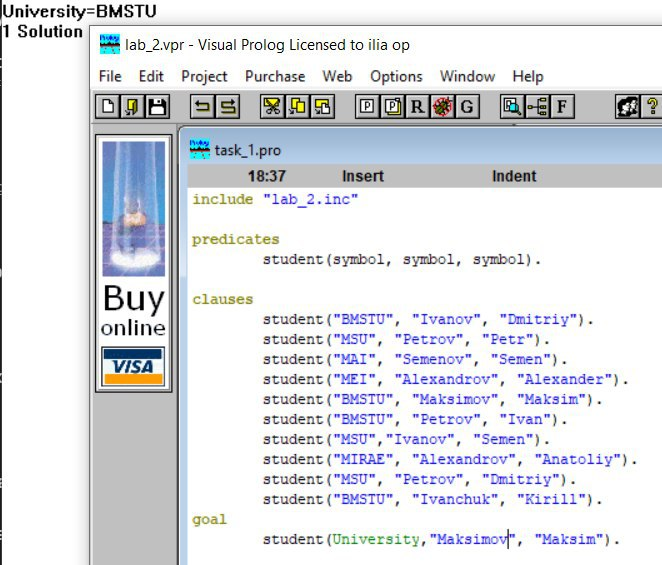 University=BMSTU
1 Solution
lab_2.vpr - Visual Prolog Licensed to ilia op
File Edit Project Purchase Web Options Window Help
P P R G F ?
task_1.pro
18:37 Insert Indent
include "lab_2.inc"
predicates
student(symbol, symbol, symbol).
clauses
student("BMSTU", "Ivanov", "Dmitriy").
student("MSU", "Petrov", "Petr").
student("MAI", "Semenov", "Semen").
student("MEI", "Alexandrov", "Alexander").
student("BMSTU", "Maksimov", "Maksim").
student("BMSTU", "Petrov", "Ivan").
student("MSU","Ivanov", "Semen").
student("MIRAE", "Alexandrov", "Anatoliy").
student("MSU", "Petrov", "Dmitriy").
student("BMSTU", "Ivanchuk", "Kirill").
goal
student(University,"Maksimov", "Maksim").
Buy
online
VISA